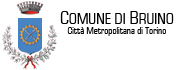 COMUNE DI BRUINO
Città Metropolitana di Torino